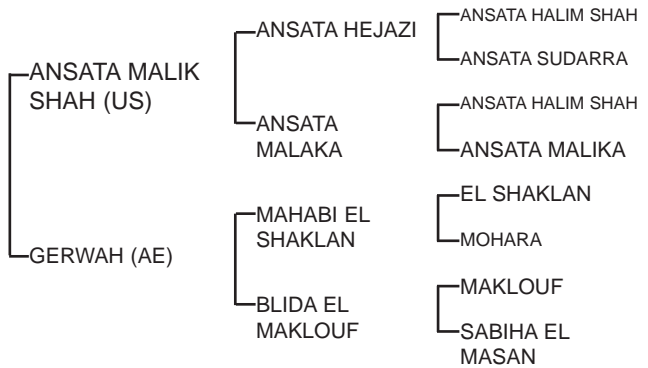 ANSATA MALIK
SHAH (US)
GERWAH (AE)
ANSATA HEJAZI
ANSATA
MALAKA
MAHABI EL
SHAKLAN
BLIDA EL
MAKLOUF
ANSATA HALIM SHAH
ANSATA SUDARRA
ANSATA HALIM SHAH
ANSATA MALIKA
EL SHAKLAN
MOHARA
MAKLOUF
SABIHA EL
MASAN